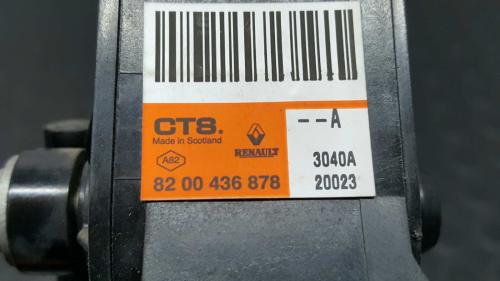 CTS.
Made in Scotland
A82
RENAULT
82 00 436 878
--A
3040A
20023